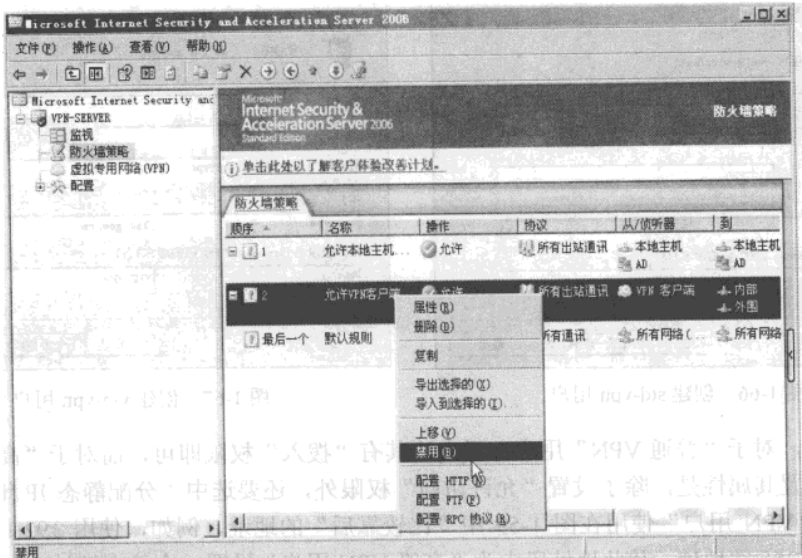 Microsoft Internet Security and Acceleration Server 2006
文件(F) 操作(A) 查看(V) 帮助(H)
Microsoft Internet Security and
VPN-SERVER
监视
防火墙策略
虚拟专用网络(VPN)
配置
Microsoft
Internet Security &
Acceleration Server 2006
Standard Edition
防火墙策略
单击此处以了解客户体验改善计划。
防火墙策略
顺序 名称 操作 协议 从/侦听器 到
1 允许本地主机... 允许 所有出站通讯 本地主机 本地主机
AD AD
2 允许VPN客户端 允许 所有出站通讯 VPN 客户端 内部
外围
最后一个 默认规则 所有通讯 所有网络(... 所有网络
属性(R)
删除(D)
复制
导出选择的(X)
导入到选择的(I)
上移(V)
禁用(B)
配置 HTTP(N)
配置 FTP(F)
配置 RPC 协议(R)
禁用